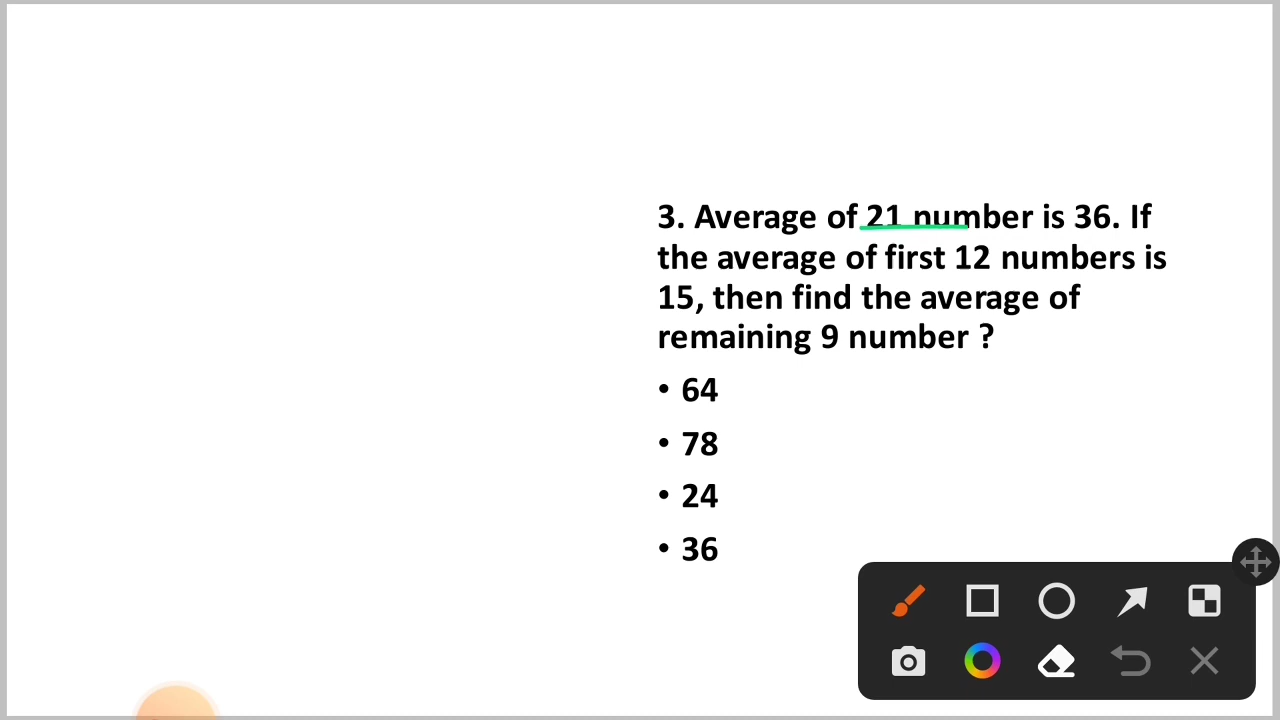 3. Average of 21 number is 36. If
the average of first 12 numbers is
15, then find the average of
remaining 9 number ?
• 64
• 78
• 24
• 36